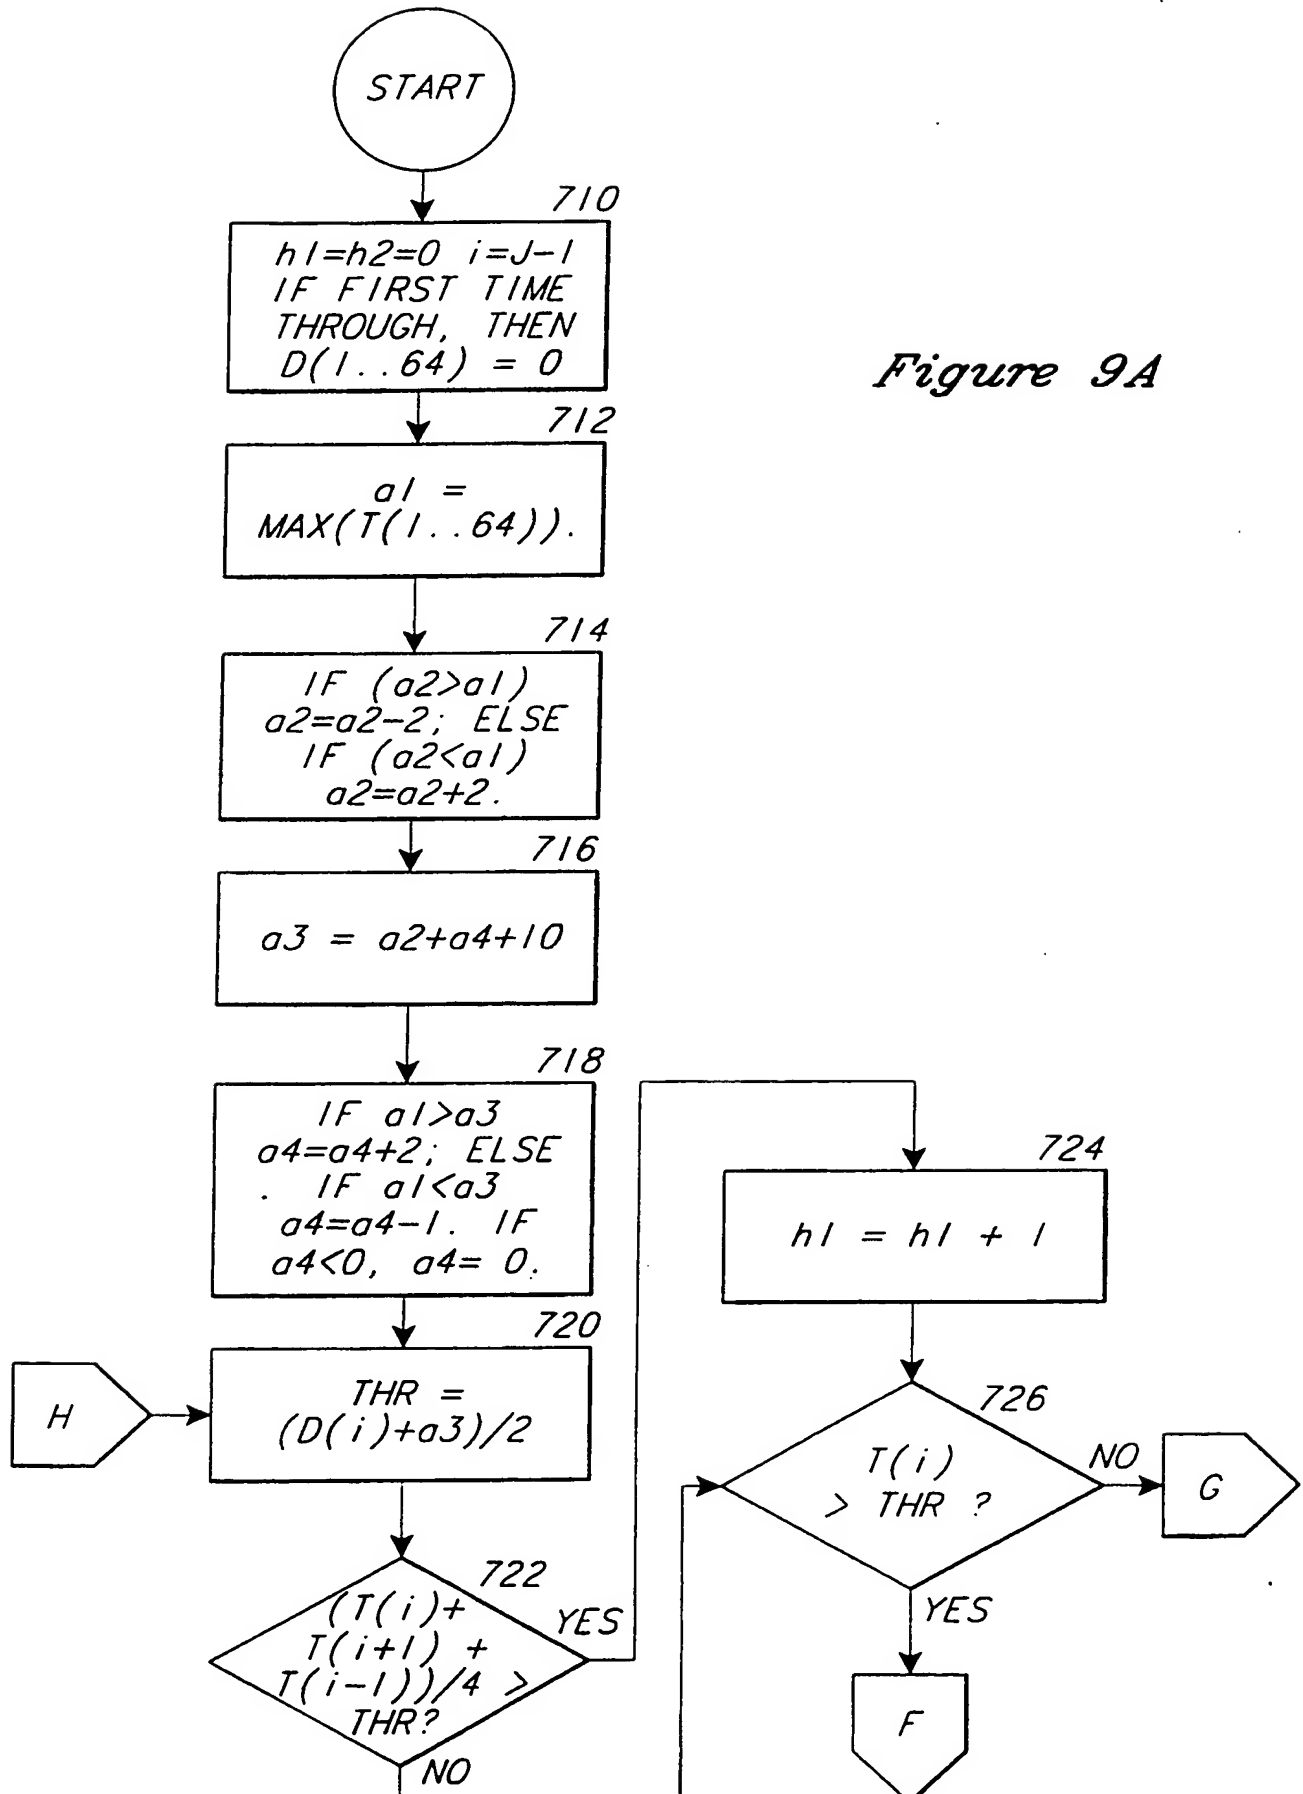 START
710
h1=h2=0 i=J-1
IF FIRST TIME
THROUGH, THEN
D(1..64) = 0
Figure 9A
712
a1 =
MAX(T(1..64)).
714
IF (a2>a1)
a2=a2-2; ELSE
IF (a2<a1)
a2=a2+2.
716
a3 = a2+a4+10
718
IF a1>a3
a4=a4+2; ELSE
IF a1<a3
a4=a4-1. IF
a4<0, a4= 0.
720
H
THR =
(D(i)+a3)/2
722
(T(i)+
T(i+1) +
T(i-1))/4 >
THR?
YES
NO
724
h1 = h1 + 1
726
T(i)
> THR ?
NO
G
YES
F